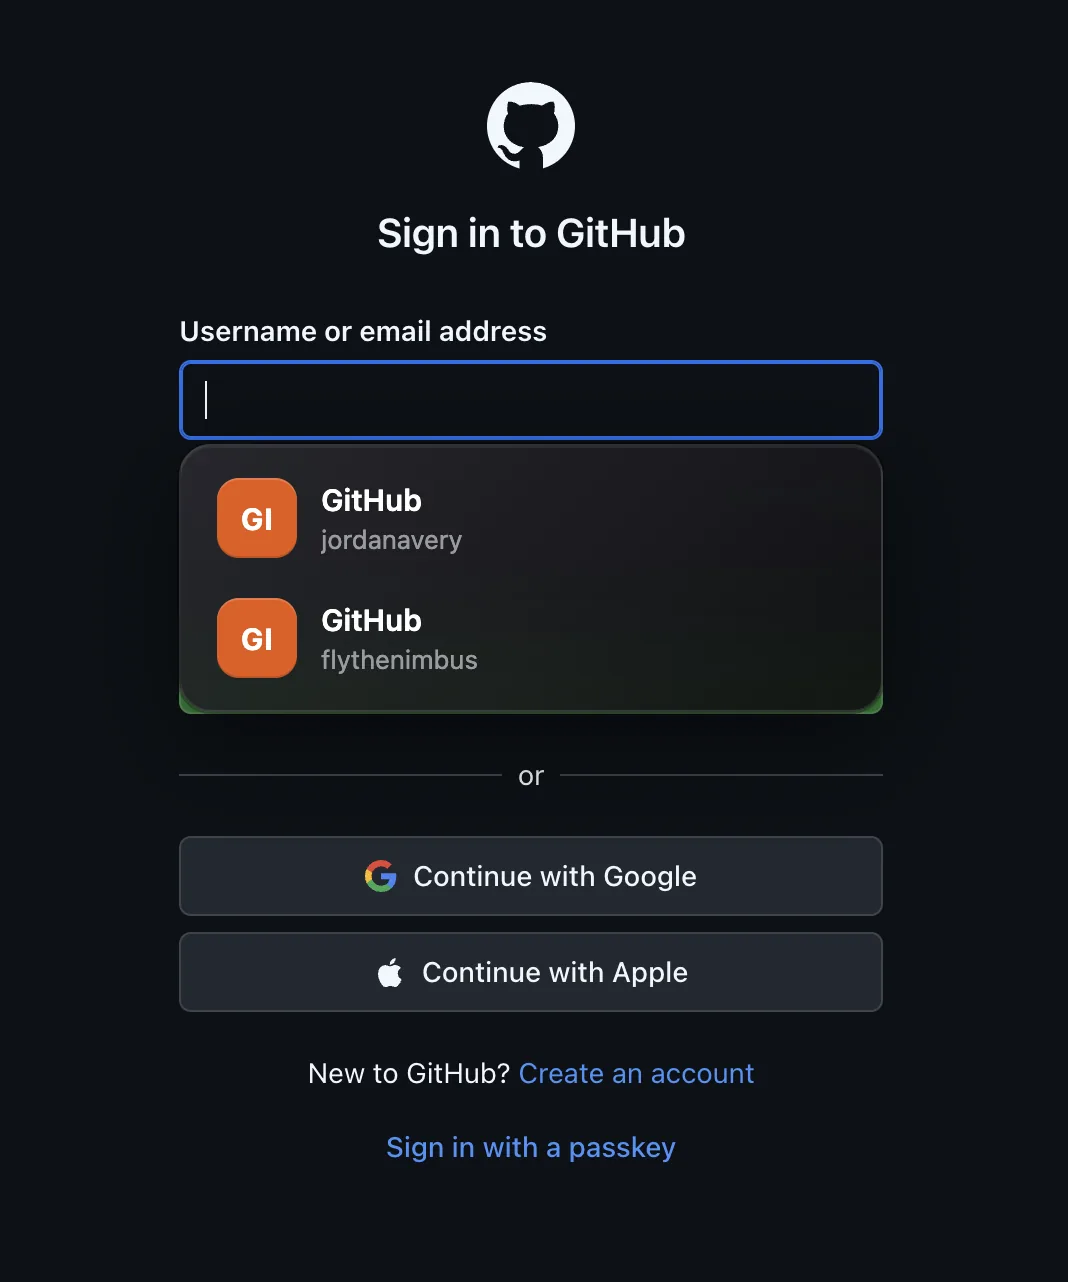 Sign in to GitHub
Username or email address
GI
GitHub
jordanavery
GI
GitHub
flythenimbus
or
Continue with Google
Continue with Apple
New to GitHub? Create an account
Sign in with a passkey